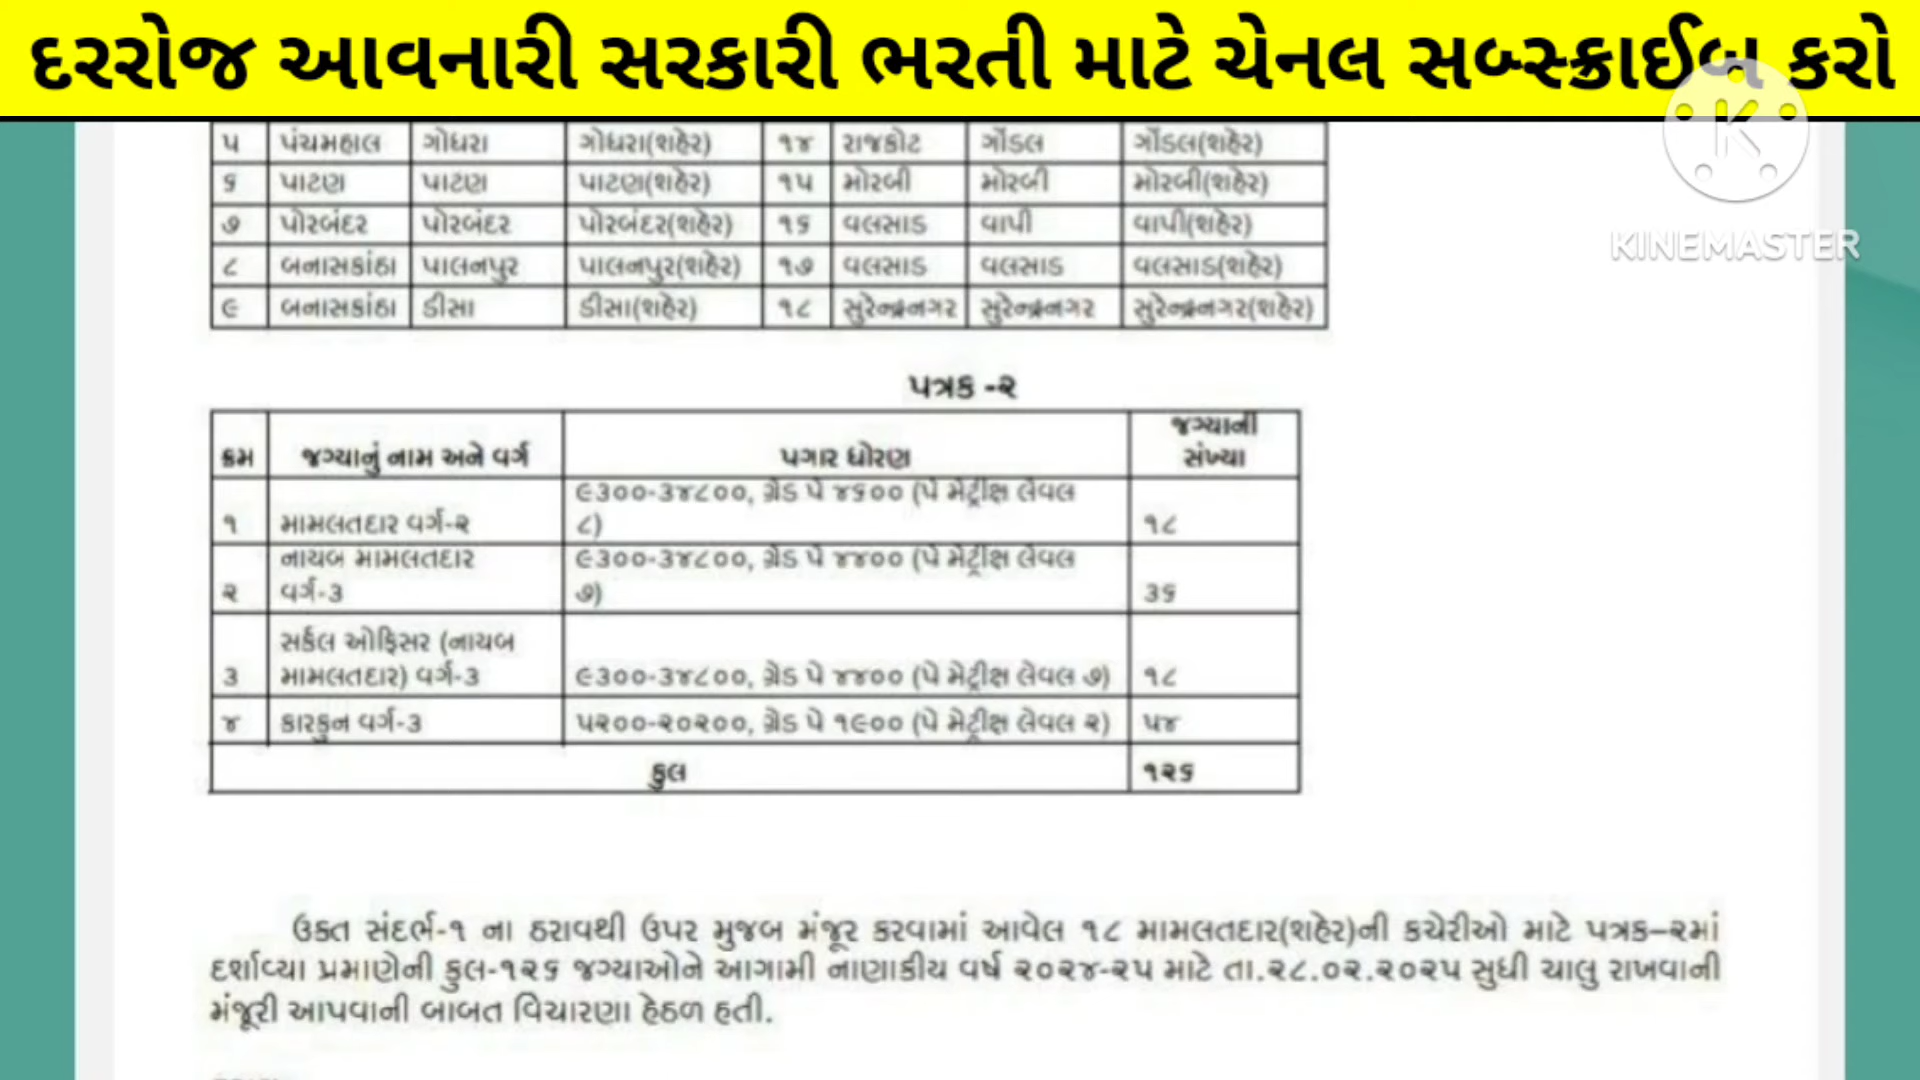 દરરોજ આવનારી સરકારી ભરતી માટે ચેનલ સબ્સ્ક્રાઈબ કરો
KINEMASTER
૫ પંચમહાલ ગોધરા ગોધરા(શહેર) ૧૪ રાજકોટ ગોંડલ ગોંડલ(શહેર)
૬ પાટણ પાટણ પાટણ(શહેર) ૧૫ મોરબી મોરબી મોરબી(શહેર)
૭ પોરબંદર પોરબંદર પોરબંદર(શહેર) ૧૬ વલસાડ વાપી વાપી(શહેર)
૮ બનાસકાંઠા પાલનપુર પાલનપુર(શહેર) ૧૭ વલસાડ વલસાડ વલસાડ(શહેર)
૯ બનાસકાંઠા ડીસા ડીસા(શહેર) ૧૮ સુરેન્દ્રનગર સુરેન્દ્રનગર સુરેન્દ્રનગર(શહેર)
પત્રક -૨
ક્રમ જગ્યાનું નામ અને વર્ગ પગાર ધોરણ જગ્યાની સંખ્યા
૧ મામલતદાર વર્ગ-૨ ૯૩૦૦-૩૪૮૦૦, ગ્રેડ પે ૪૬૦૦ (પે મેટ્રીક્ષ લેવલ ૮) ૧૮
૨ નાયબ મામલતદાર વર્ગ-૩ ૯૩૦૦-૩૪૮૦૦, ગ્રેડ પે ૪૪૦૦ (પે મેટ્રીક્ષ લેવલ ૭) ૩૬
૩ સર્કલ ઓફિસર (નાયબ મામલતદાર) વર્ગ-૩ ૯૩૦૦-૩૪૮૦૦, ગ્રેડ પે ૪૪૦૦ (પે મેટ્રીક્ષ લેવલ ૭) ૧૮
૪ કારકુન વર્ગ-૩ ૫૨૦૦-૨૦૨૦૦, ગ્રેડ પે ૧૯૦૦ (પે મેટ્રીક્ષ લેવલ ૨) ૫૪
કુલ ૧૨૬
ઉક્ત સંદર્ભ-૧ ના ઠરાવથી ઉપર મુજબ મંજૂર કરવામાં આવેલ ૧૮ મામલતદાર(શહેર)ની કચેરીઓ માટે પત્રક–૨માં
દર્શાવ્યા પ્રમાણેની કુલ-૧૨૬ જગ્યાઓને આગામી નાણાકીય વર્ષ ૨૦૨૪-૨૫ માટે તા.૨૮.૦૨.૨૦૨૫ સુધી ચાલુ રાખવાની
મંજૂરી આપવાની બાબત વિચારણા હેઠળ હતી.